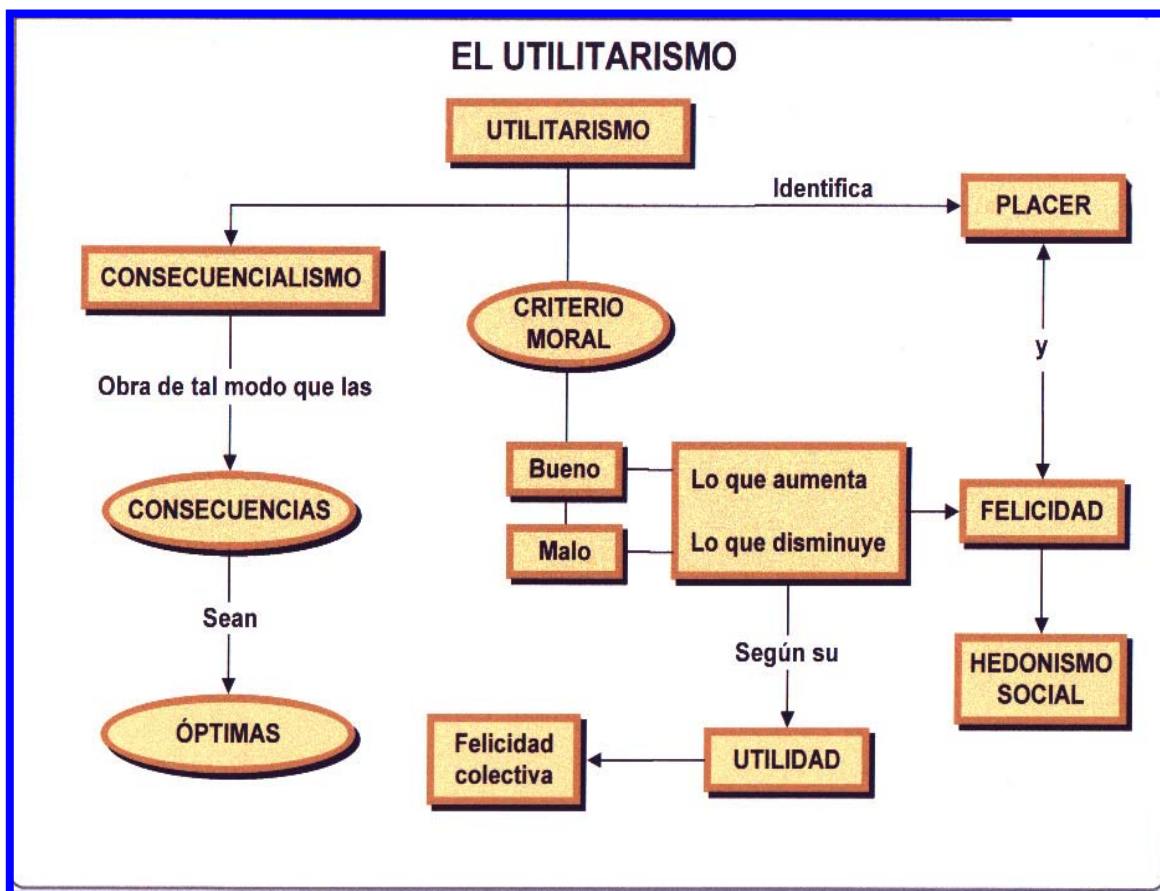 EL UTILITARISMO
UTILITARISMO
Identifica
PLACER
CONSECUENCIALISMO
CRITERIO
MORAL
y
Obra de tal modo que las
Bueno
Lo que aumenta
CONSECUENCIAS
FELICIDAD
Malo
Lo que disminuye
Sean
Según su
HEDONISMO
SOCIAL
ÓPTIMAS
Felicidad
colectiva
UTILIDAD